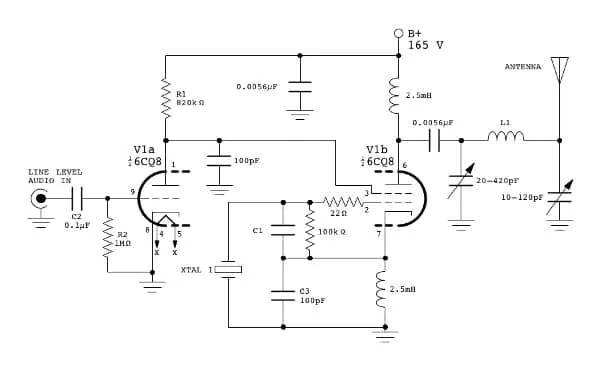 B+
165 V
ANTENNA
R1
820kΩ
0.0056µF
2.5mH
0.0056µF
L1
V1a
½ 6CQ8
1
100pF
V1b
½ 6CQ8
6
LINE LEVEL
AUDIO IN
9
3
2
20-420pF
10-120pF
C2
0.1µF
R2
1MΩ
8
4
5
X
X
22Ω
C1
100kΩ
7
XTAL 1
C3
100pF
2.5mH